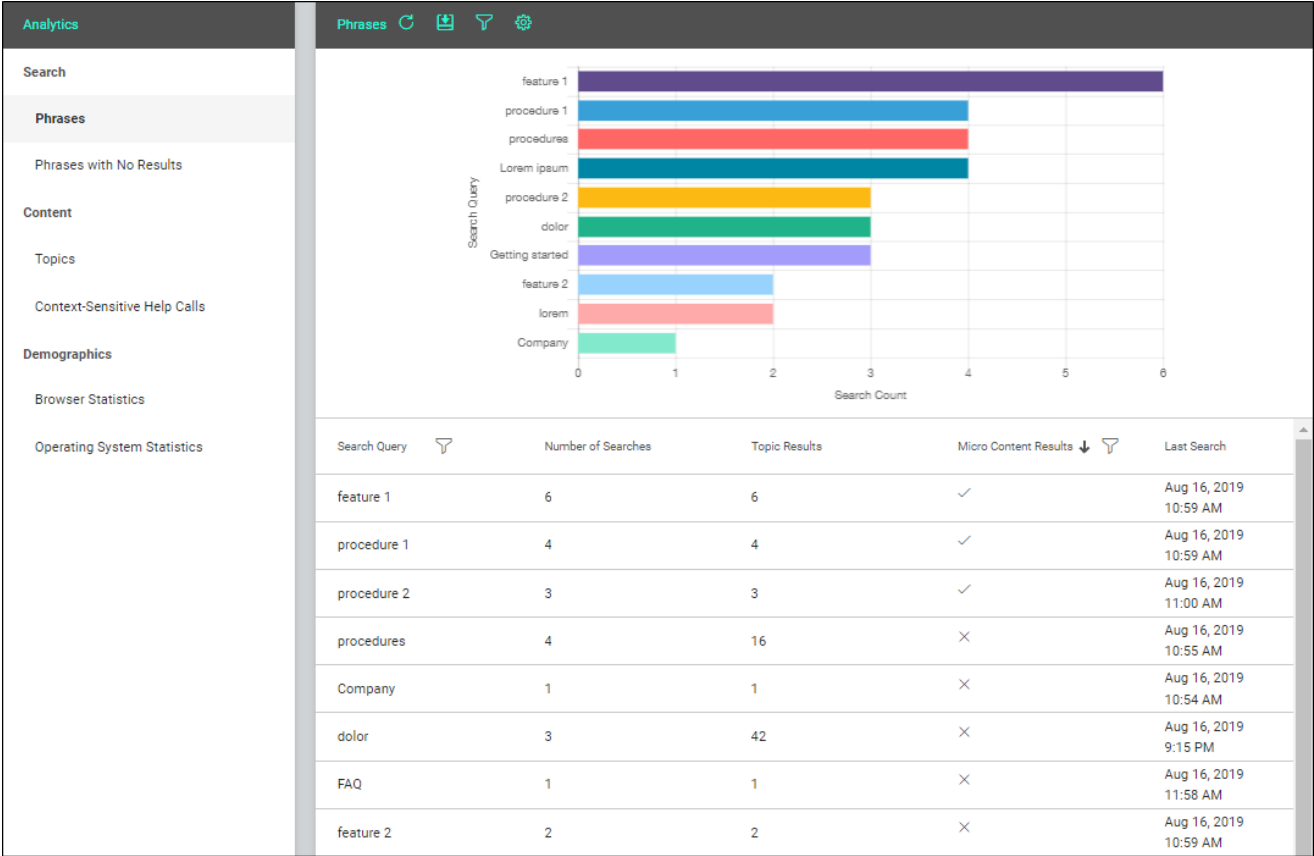 Analytics
Search
Phrases
Phrases with No Results
Content
Topics
Context-Sensitive Help Calls
Demographics
Browser Statistics
Operating System Statistics
Phrases
Search Query
feature 1
procedure 1
procedures
Lorem ipsum
procedure 2
dolor
Getting started
feature 2
lorem
Company
0 1 2 3 4 5 6
Search Count
Search Query Number of Searches Topic Results Micro Content Results Last Search
feature 1 6 6 Aug 16, 2019
10:59 AM
procedure 1 4 4 Aug 16, 2019
10:59 AM
procedure 2 3 3 Aug 16, 2019
11:00 AM
procedures 4 16 Aug 16, 2019
10:55 AM
Company 1 1 Aug 16, 2019
10:54 AM
dolor 3 42 Aug 16, 2019
9:15 PM
FAQ 1 1 Aug 16, 2019
11:58 AM
feature 2 2 2 Aug 16, 2019
10:59 AM